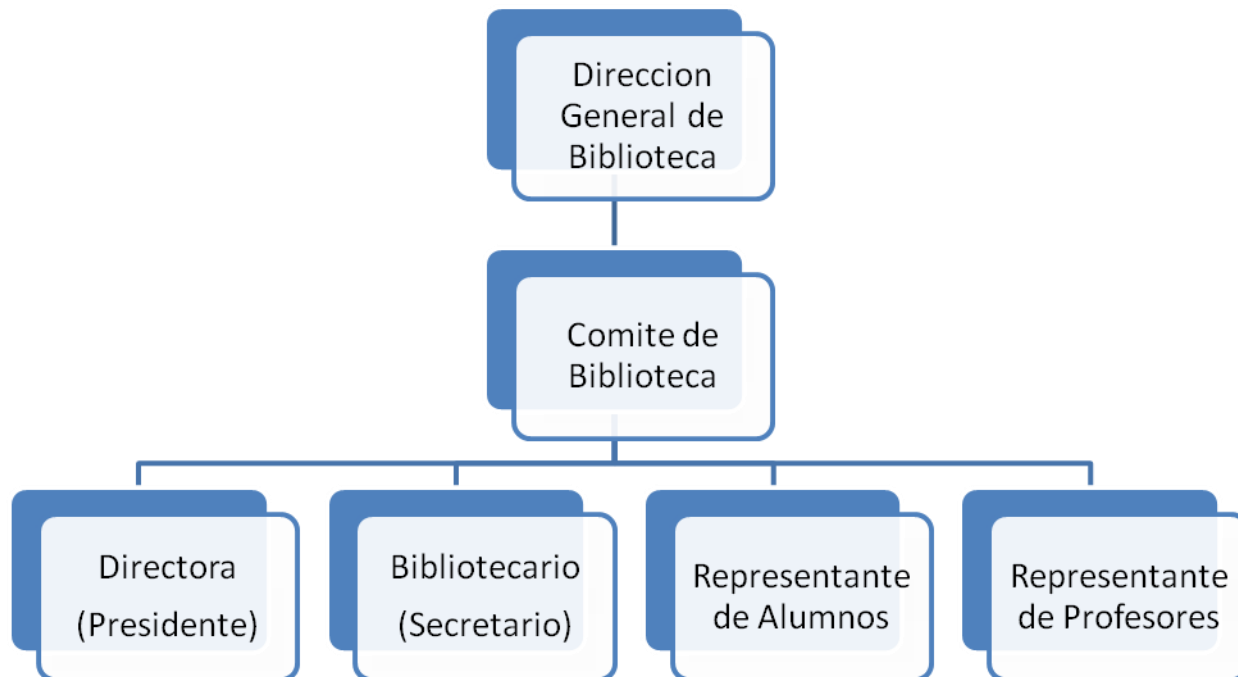 Direccion
General de
Biblioteca
Comite de
Biblioteca
Directora
(Presidente)
Bibliotecario
(Secretario)
Representante
de Alumnos
Representante
de Profesores